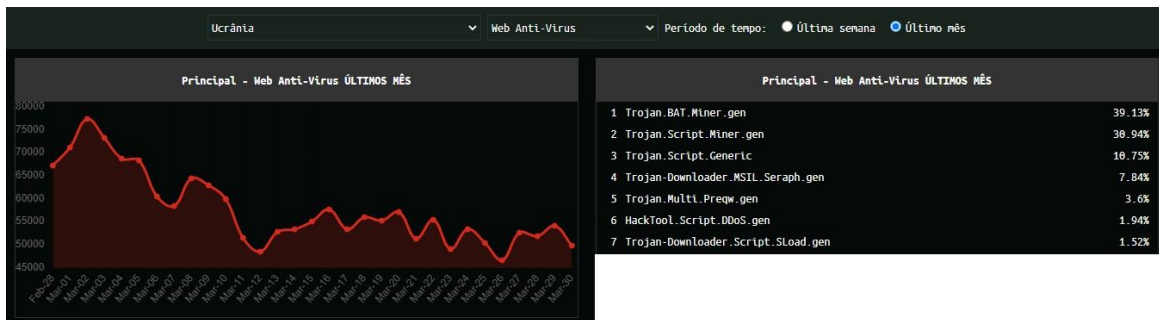 Ucrânia Web Anti-Virus Período de tempo: Última semana Último mês
Principal - Web Anti-Virus ÚLTIMOS MÊS
80000
75000
70000
65000
60000
55000
50000
45000
Feb-28 Mar-01 Mar-02 Mar-03 Mar-04 Mar-05 Mar-06 Mar-07 Mar-08 Mar-09 Mar-10 Mar-11 Mar-12 Mar-13 Mar-14 Mar-15 Mar-16 Mar-17 Mar-18 Mar-19 Mar-20 Mar-21 Mar-22 Mar-23 Mar-24 Mar-25 Mar-26 Mar-27 Mar-28 Mar-29 Mar-30
Principal - Web Anti-Virus ÚLTIMOS MÊS
1 Trojan.BAT.Miner.gen 39.13%
2 Trojan.Script.Miner.gen 30.94%
3 Trojan.Script.Generic 10.75%
4 Trojan-Downloader.MSIL.Seraph.gen 7.84%
5 Trojan.Multi.Preqw.gen 3.6%
6 HackTool.Script.DDoS.gen 1.94%
7 Trojan-Downloader.Script.SLoad.gen 1.52%